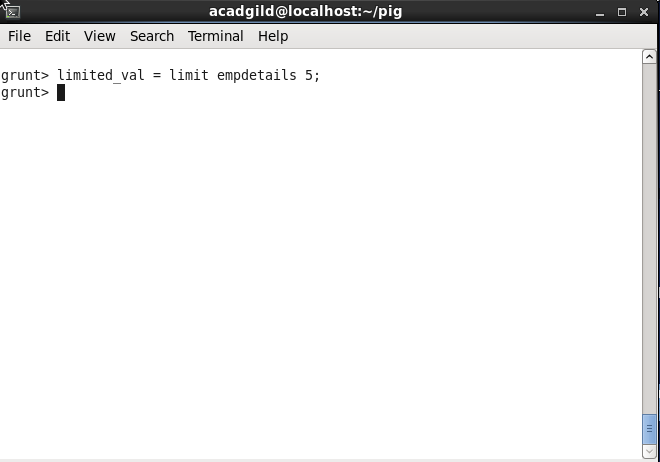 acadgild@localhost:~/pig
File Edit View Search Terminal Help
grunt> limited_val = limit empdetails 5;
grunt>